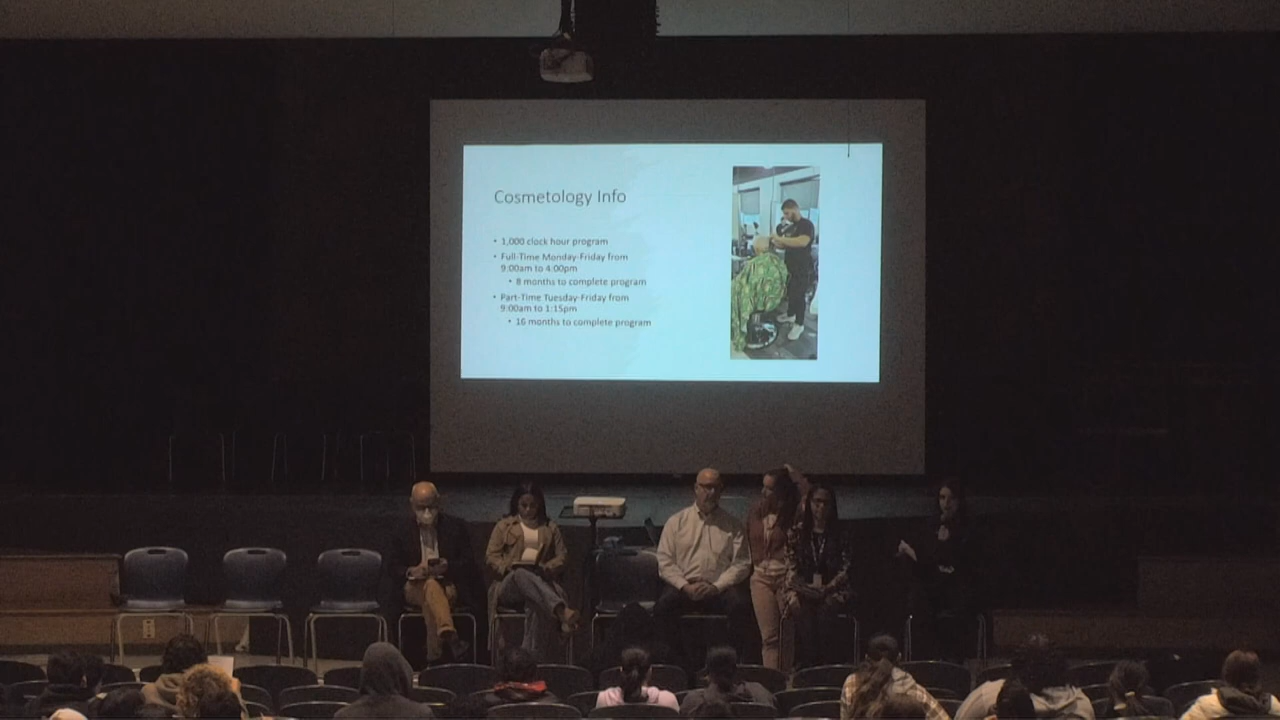 Cosmetology Info
• 1,000 clock hour program
• Full-Time Monday-Friday from
9:00am to 4:00pm
• 8 months to complete program
• Part-Time Tuesday-Friday from
9:00am to 1:15pm
• 16 months to complete program